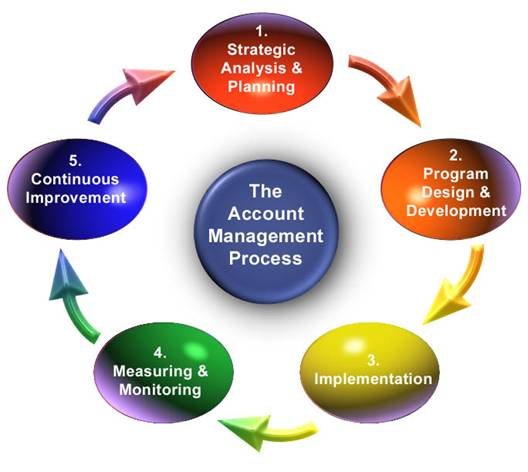 1.
Strategic
Analysis &
Planning
2.
Program
Design &
Development
3.
Implementation
4.
Measuring &
Monitoring
5.
Continuous
Improvement
The
Account
Management
Process